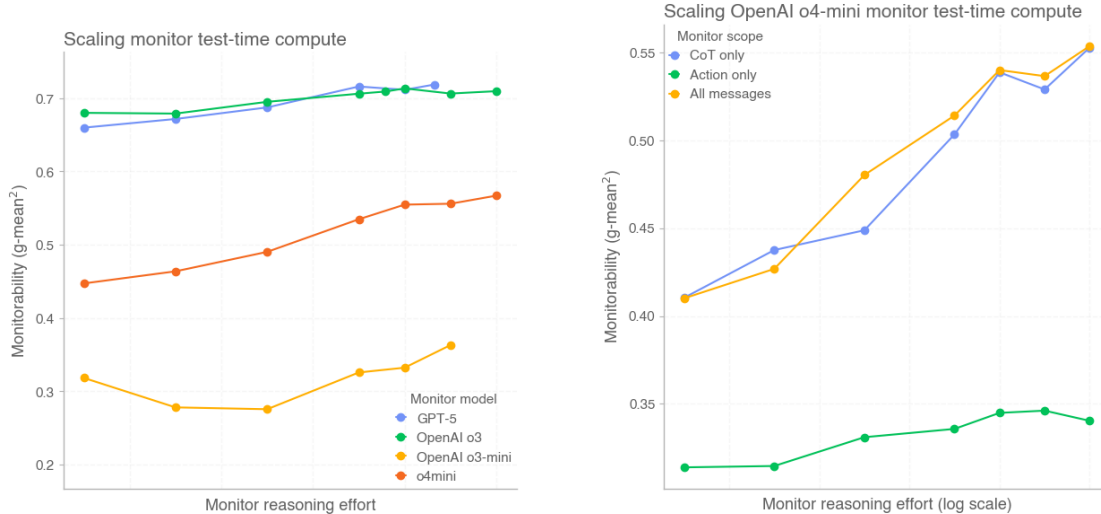 Scaling monitor test-time compute
Monitorability (g-mean²)
0.7
0.6
0.5
0.4
0.3
0.2
Monitor reasoning effort
Monitor model
GPT-5
OpenAI o3
OpenAI o3-mini
o4mini
Scaling OpenAI o4-mini monitor test-time compute
Monitor scope
CoT only
Action only
All messages
Monitorability (g-mean²)
0.55
0.50
0.45
0.40
0.35
Monitor reasoning effort (log scale)